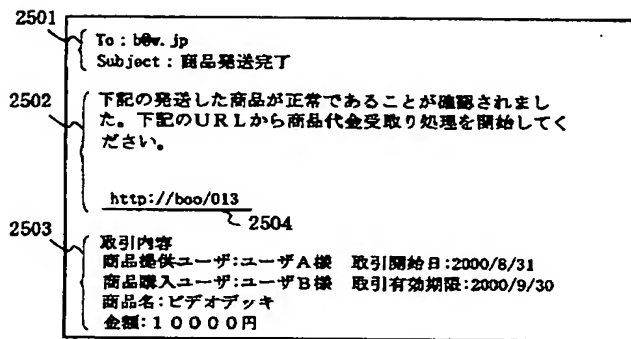 2501
To:b@w.jp
Subject:商品発送完了
2502
下記の発送した商品が正常であることが確認されまし
た。下記のURLから商品代金受取り処理を開始してく
ださい。
http://boo/013
2504
2503
取引内容
商品提供ユーザ:ユーザA様 取引開始日:2000/8/31
商品購入ユーザ:ユーザB様 取引有効期限:2000/9/30
商品名:ビデオデッキ
金額:10000円